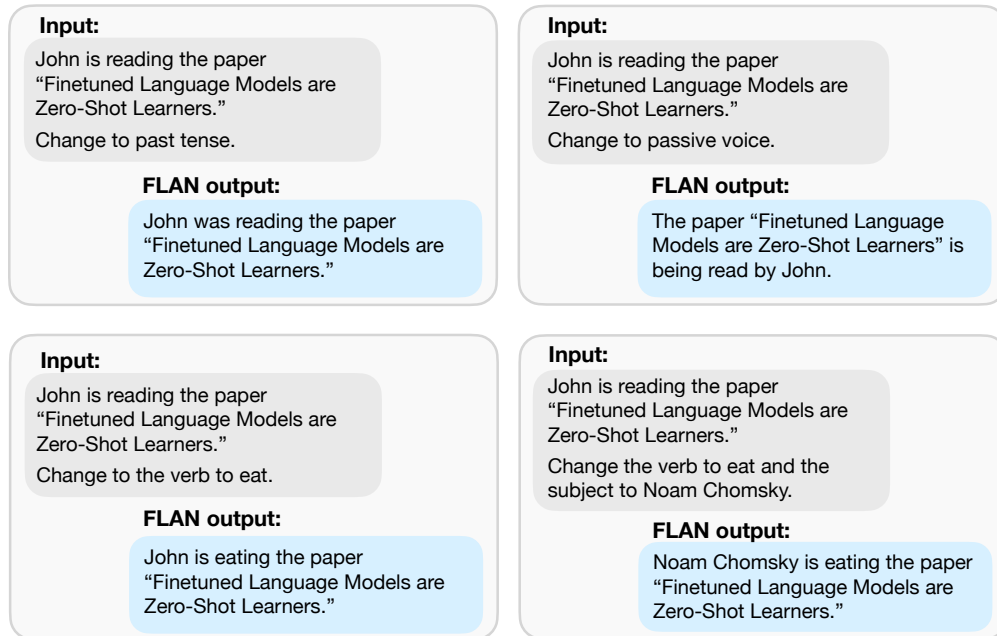 Input:
John is reading the paper
“Finetuned Language Models are
Zero-Shot Learners.”
Change to past tense.
FLAN output:
John was reading the paper
“Finetuned Language Models are
Zero-Shot Learners.”
Input:
John is reading the paper
“Finetuned Language Models are
Zero-Shot Learners.”
Change to passive voice.
FLAN output:
The paper “Finetuned Language
Models are Zero-Shot Learners” is
being read by John.
Input:
John is reading the paper
“Finetuned Language Models are
Zero-Shot Learners.”
Change to the verb to eat.
FLAN output:
John is eating the paper
“Finetuned Language Models are
Zero-Shot Learners.”
Input:
John is reading the paper
“Finetuned Language Models are
Zero-Shot Learners.”
Change the verb to eat and the
subject to Noam Chomsky.
FLAN output:
Noam Chomsky is eating the paper
“Finetuned Language Models are
Zero-Shot Learners.”